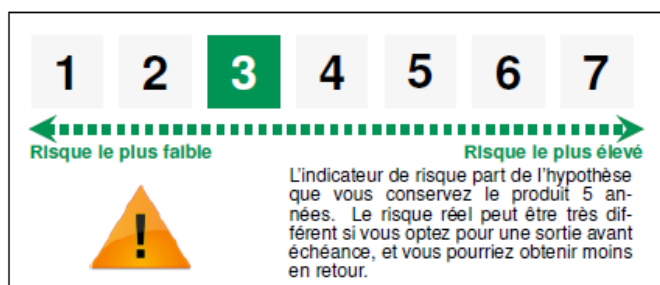 1 2 3 4 5 6 7
Risque le plus faible Risque le plus élevé
L'indicateur de risque part de l'hypothèse
que vous conservez le produit 5 an-
nées. Le risque réel peut être très dif-
férent si vous optez pour une sortie avant
échéance, et vous pourriez obtenir moins
en retour.
!